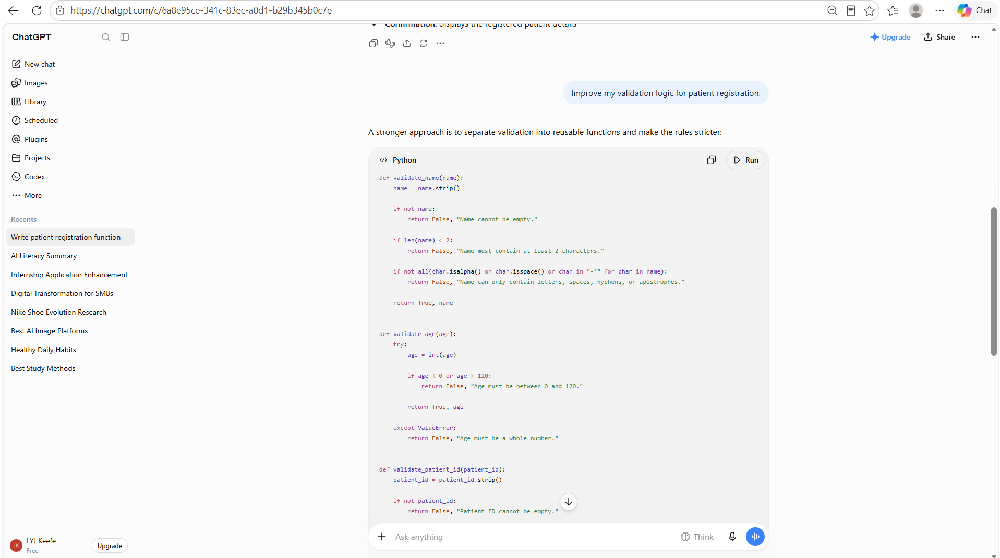 https://chatgpt.com/c/6a8e95ce-341c-83ec-a0d1-b29b345b0c7e
Chat
ChatGPT
New chat
Images
Library
Scheduled
Plugins
Projects
Codex
More
Recents
Write patient registration function
AI Literacy Summary
Internship Application Enhancement
Digital Transformation for SMBs
Nike Shoe Evolution Research
Best AI Image Platforms
Healthy Daily Habits
Best Study Methods
LK
LYJ Keefe
Free
Upgrade
Upgrade
Share
• Confirmation: displays the registered patient details
Improve my validation logic for patient registration.
A stronger approach is to separate validation into reusable functions and make the rules stricter:
Python
Run
def validate_name(name):
    name = name.strip()
    if not name:
        return False, "Name cannot be empty."
    if len(name) < 2:
        return False, "Name must contain at least 2 characters."
    if not all(char.isalpha() or char.isspace() or char in "-'" for char in name):
        return False, "Name can only contain letters, spaces, hyphens, or apostrophes."
    return True, name
def validate_age(age):
    try:
        age = int(age)
        if age < 0 or age > 120:
            return False, "Age must be between 0 and 120."
        return True, age
    except ValueError:
        return False, "Age must be a whole number."
def validate_patient_id(patient_id):
    patient_id = patient_id.strip()
    if not patient_id:
        return False, "Patient ID cannot be empty."
Ask anything
Think